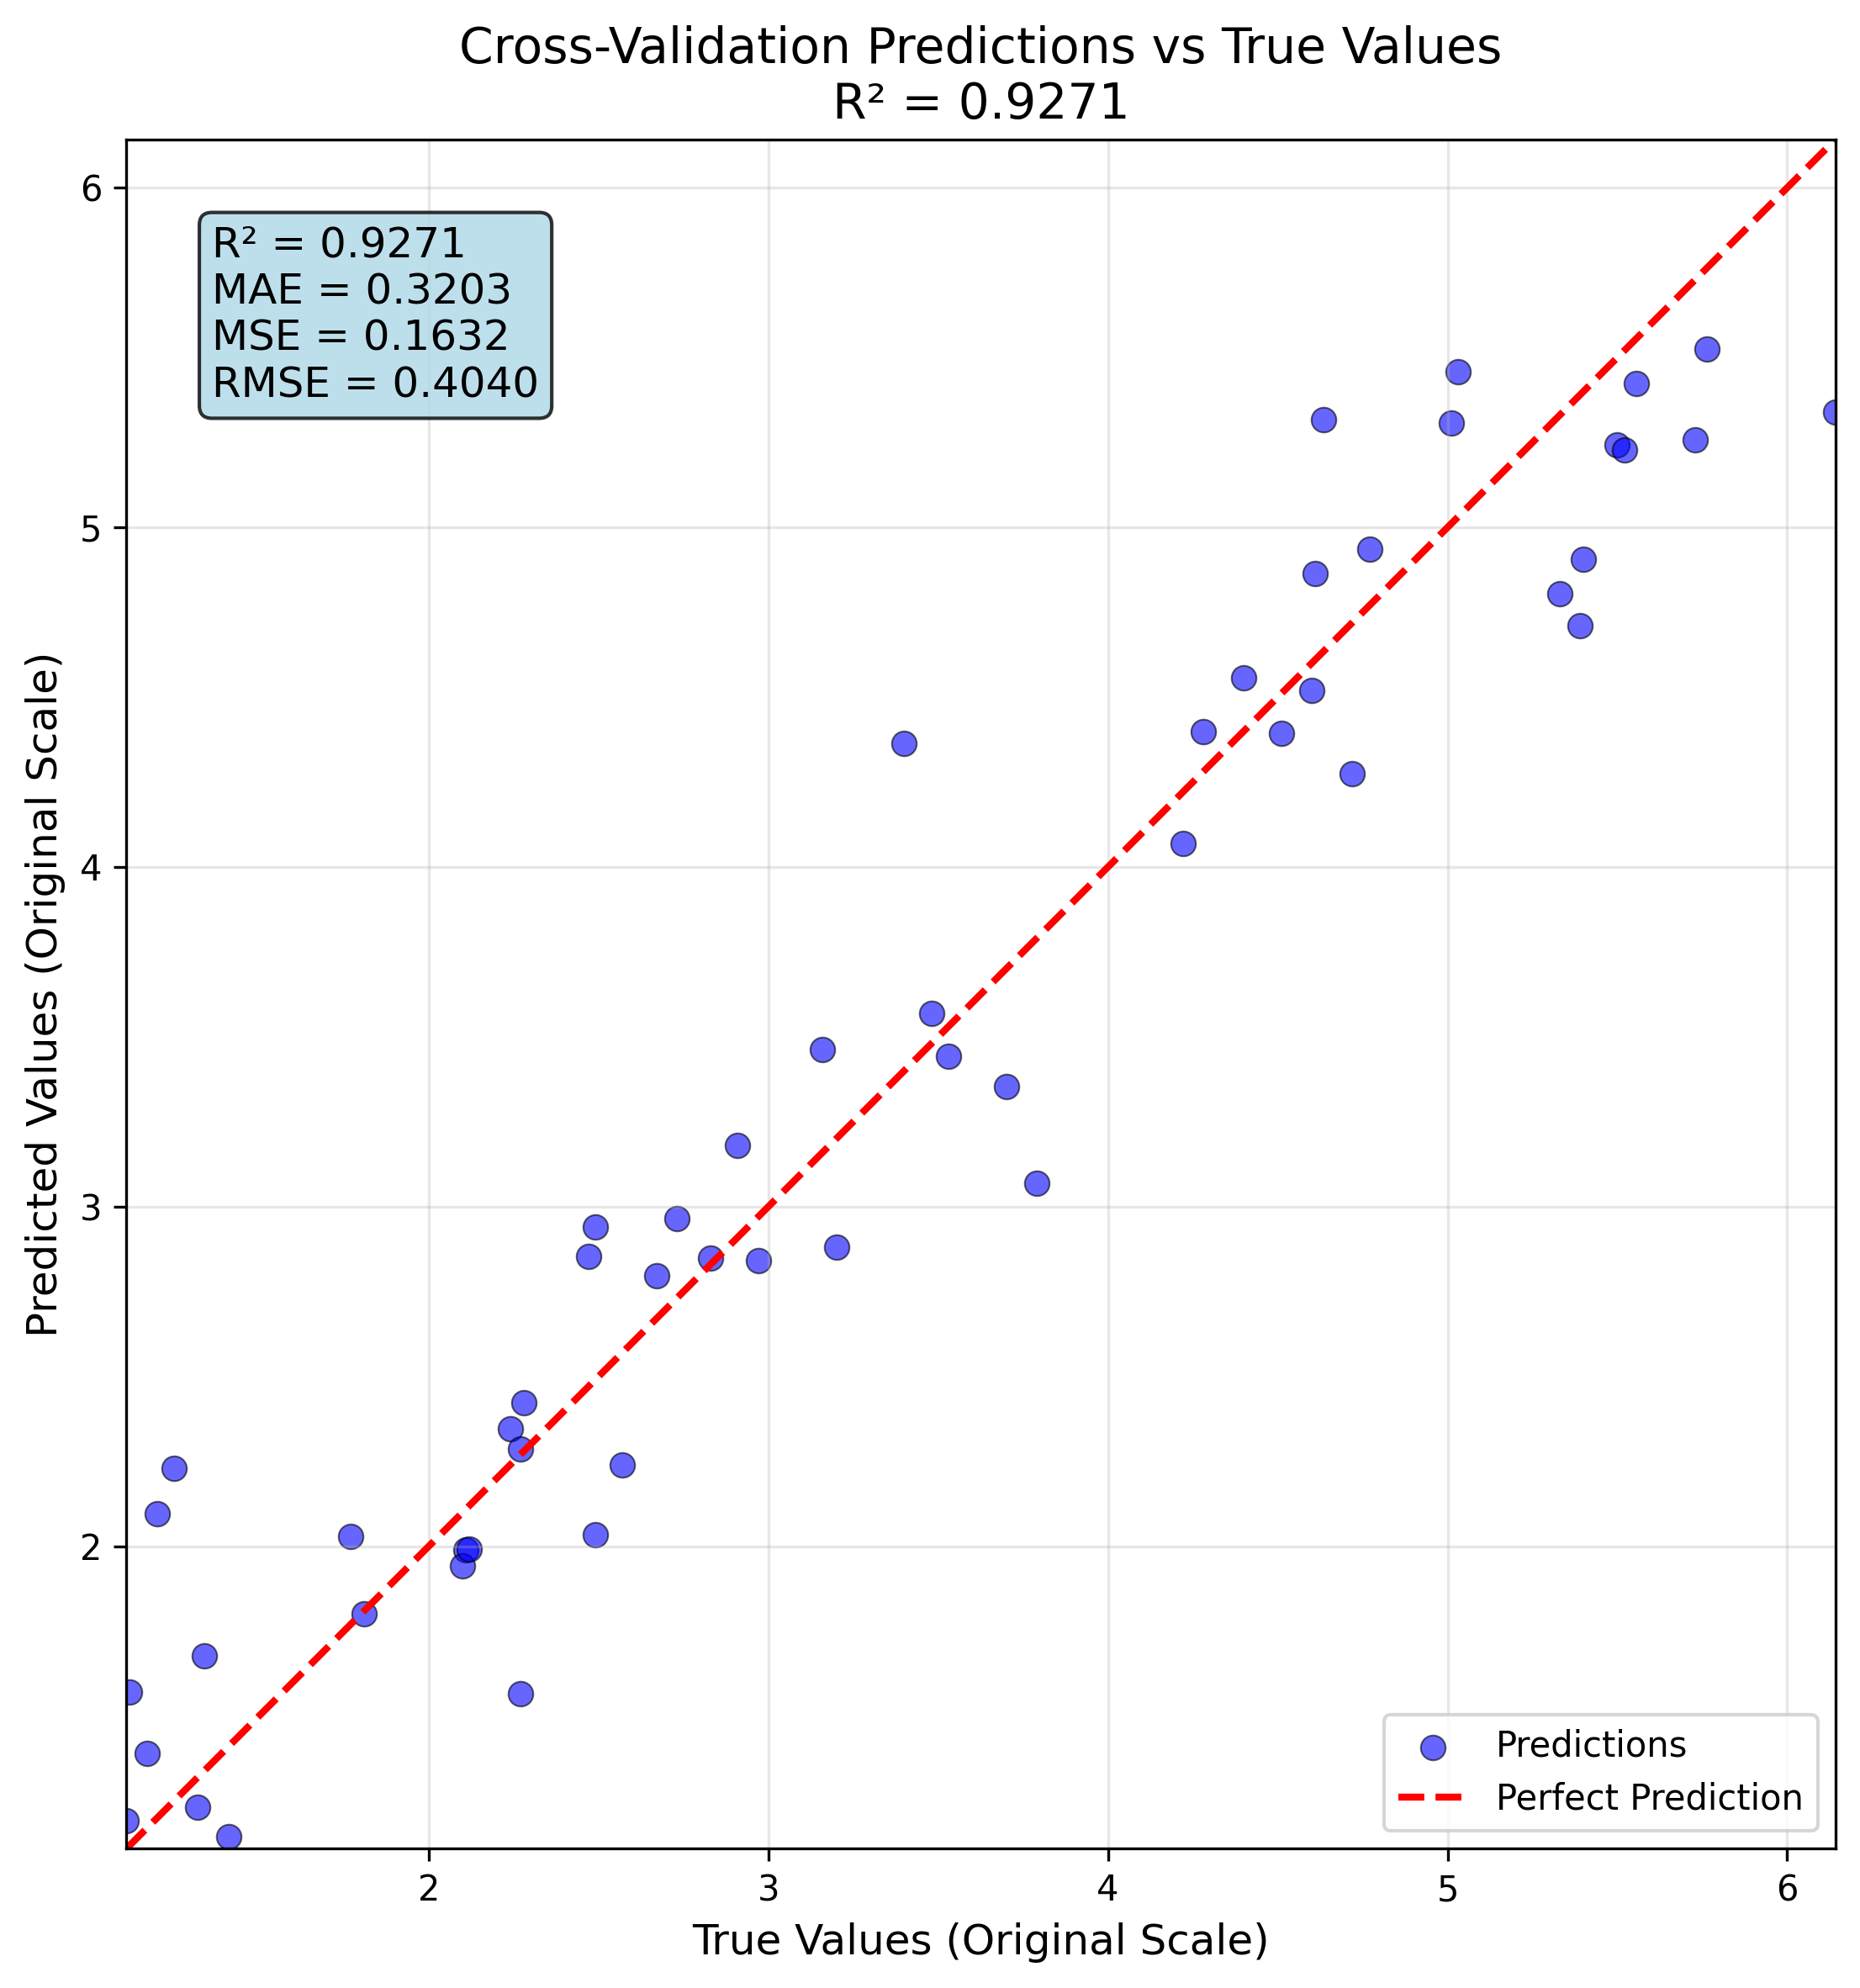 Cross-Validation Predictions vs True Values
R² = 0.9271
R² = 0.9271
MAE = 0.3203
MSE = 0.1632
RMSE = 0.4040
6
5
4
3
2
Predicted Values (Original Scale)
Predictions
Perfect Prediction
2 3 4 5 6
True Values (Original Scale)